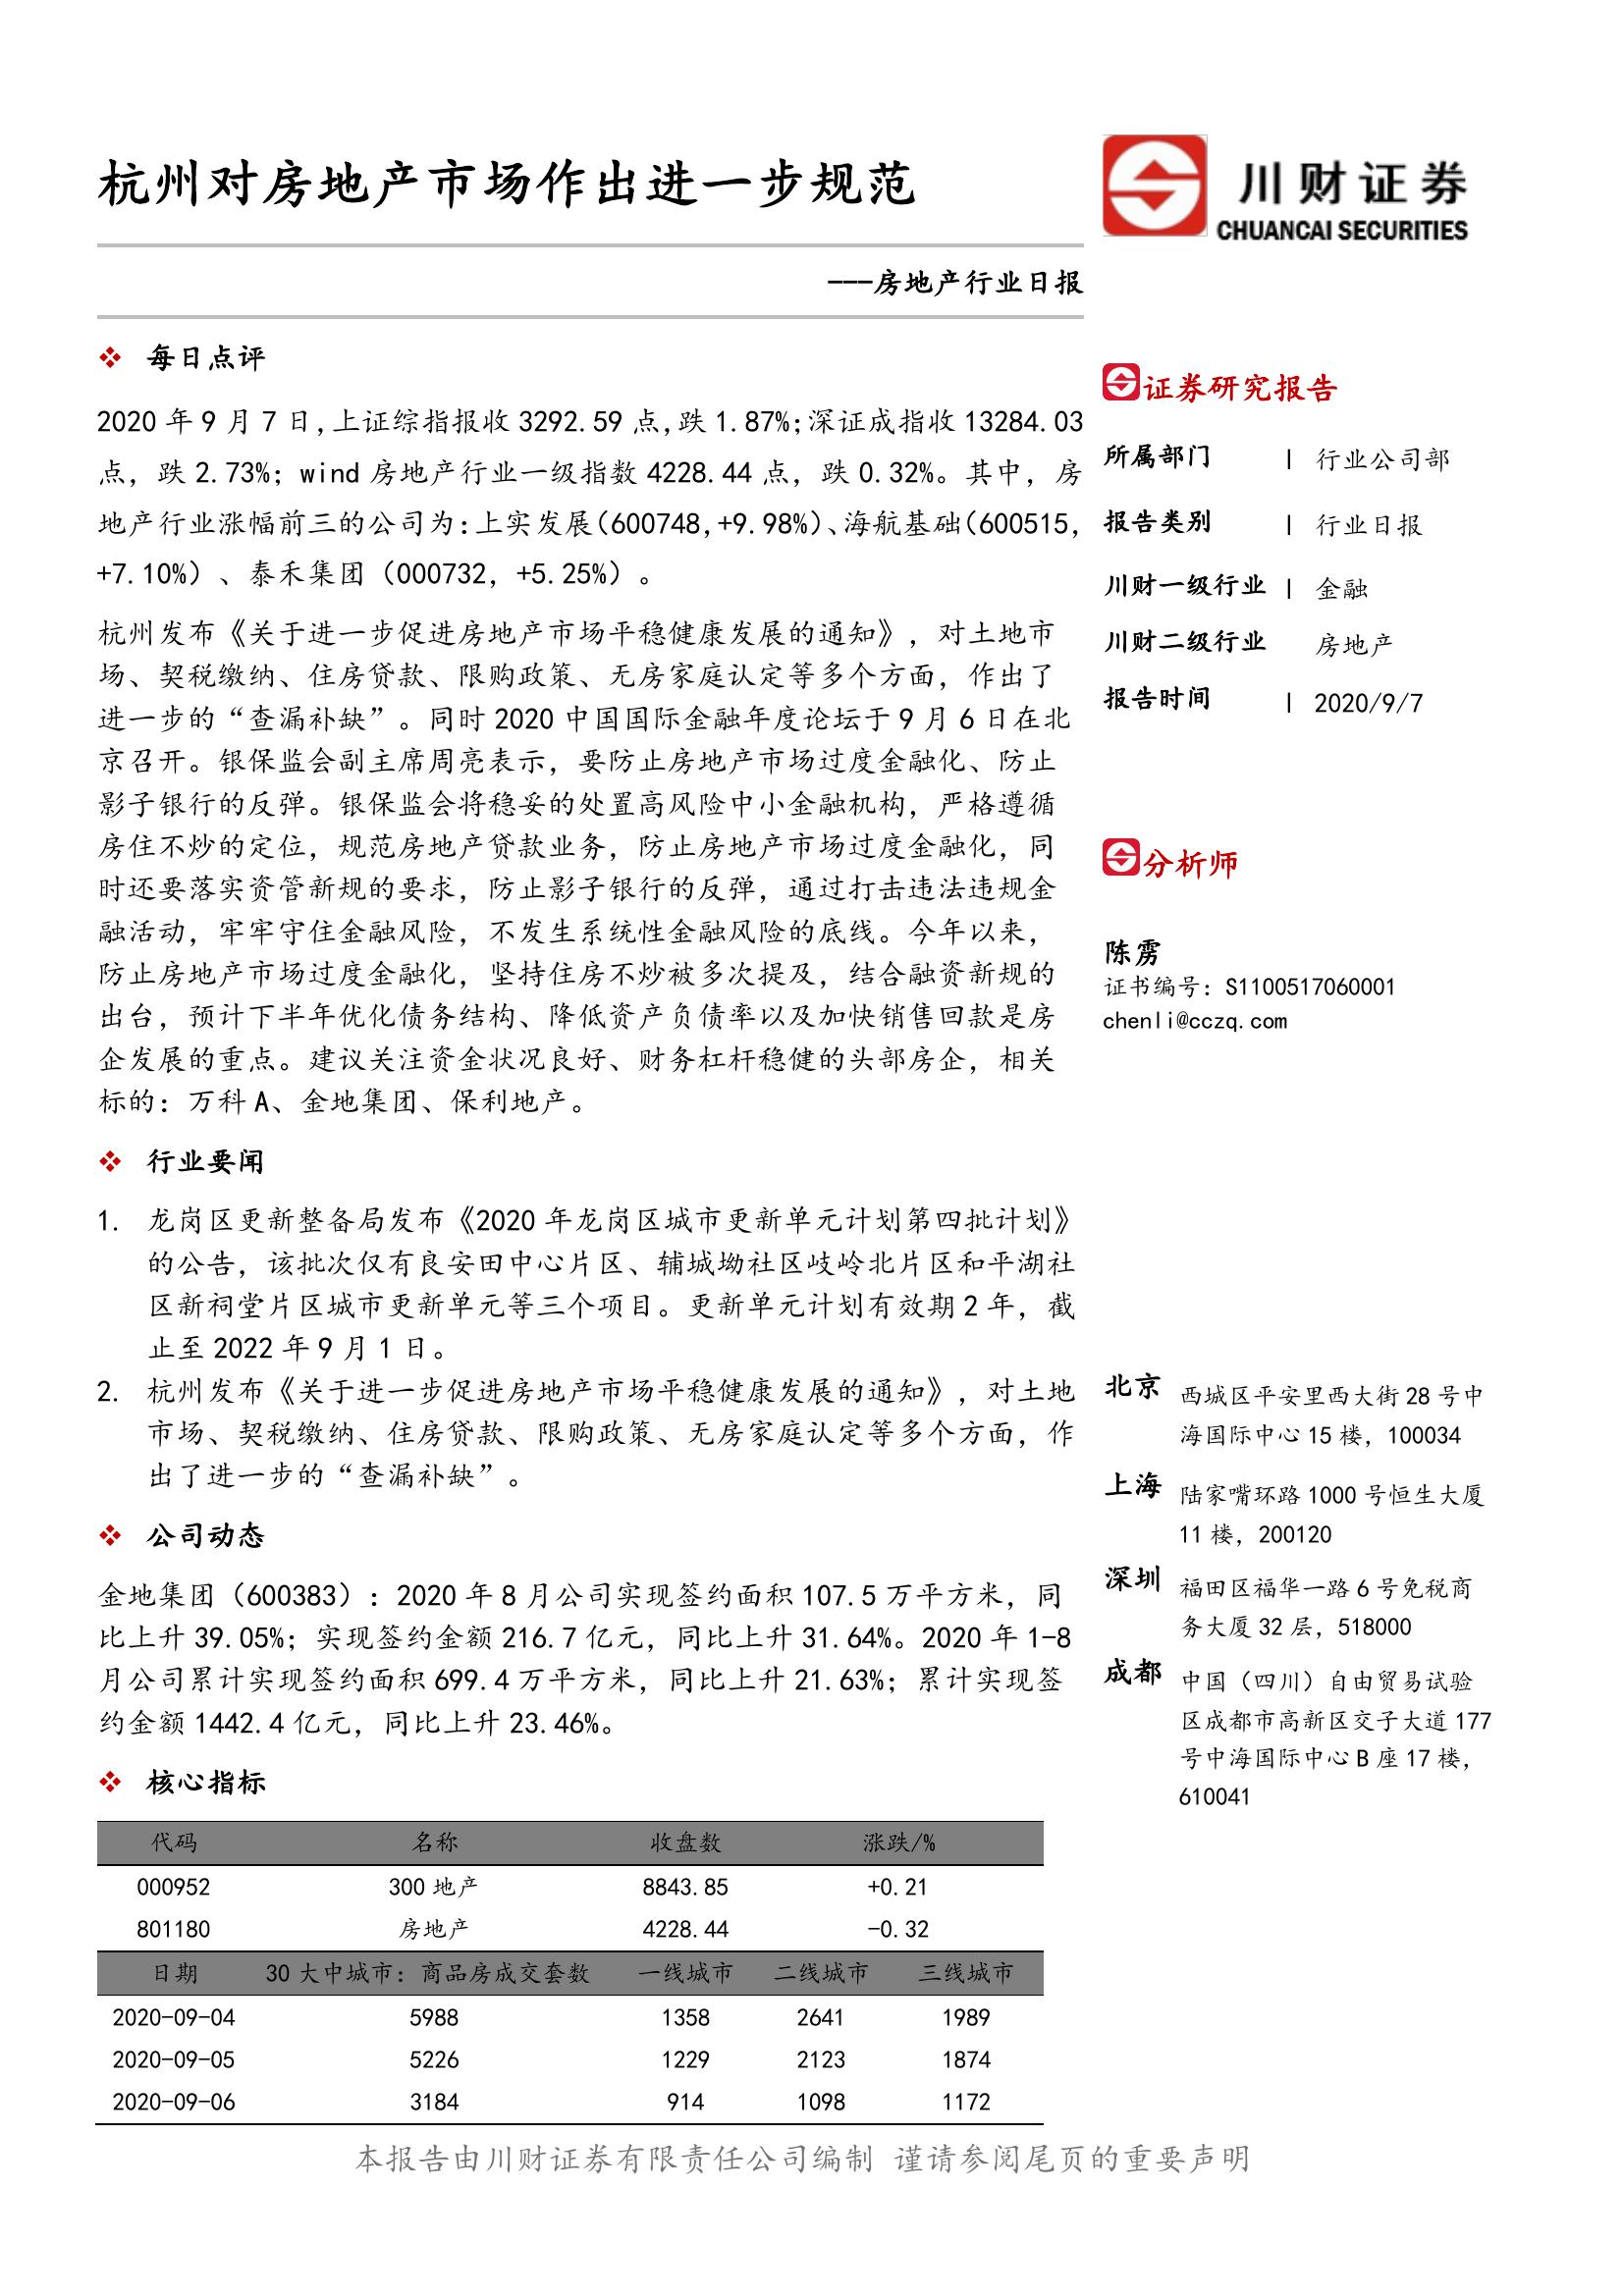 杭州对房地产市场作出进一步规范
---房地产行业日报
川财证券
CHUANCAI SECURITIES
每日点评
2020 年 9 月 7 日，上证综指报收 3292.59 点，跌 1.87%；深证成指收 13284.03
点，跌 2.73%；wind 房地产行业一级指数 4228.44 点，跌 0.32%。其中，房
地产行业涨幅前三的公司为：上实发展（600748，+9.98%）、海航基础（600515，
+7.10%）、泰禾集团（000732，+5.25%）。
杭州发布《关于进一步促进房地产市场平稳健康发展的通知》，对土地市
场、契税缴纳、住房贷款、限购政策、无房家庭认定等多个方面，作出了
进一步的“查漏补缺”。同时 2020 中国国际金融年度论坛于 9 月 6 日在北
京召开。银保监会副主席周亮表示，要防止房地产市场过度金融化、防止
影子银行的反弹。银保监会将稳妥的处置高风险中小金融机构，严格遵循
房住不炒的定位，规范房地产贷款业务，防止房地产市场过度金融化，同
时还要落实资管新规的要求，防止影子银行的反弹，通过打击违法违规金
融活动，牢牢守住金融风险，不发生系统性金融风险的底线。今年以来，
防止房地产市场过度金融化，坚持住房不炒被多次提及，结合融资新规的
出台，预计下半年优化债务结构、降低资产负债率以及加快销售回款是房
企发展的重点。建议关注资金状况良好、财务杠杆稳健的头部房企，相关
标的：万科 A、金地集团、保利地产。
行业要闻
1. 龙岗区更新整备局发布《2020 年龙岗区城市更新单元计划第四批计划》
的公告，该批次仅有良安田中心片区、辅城坳社区岐岭北片区和平湖社
区新祠堂片区城市更新单元等三个项目。更新单元计划有效期 2 年，截
止至 2022 年 9 月 1 日。
2. 杭州发布《关于进一步促进房地产市场平稳健康发展的通知》，对土地
市场、契税缴纳、住房贷款、限购政策、无房家庭认定等多个方面，作
出了进一步的“查漏补缺”。
公司动态
金地集团（600383）：2020 年 8 月公司实现签约面积 107.5 万平方米，同
比上升 39.05%；实现签约金额 216.7 亿元，同比上升 31.64%。2020 年 1-8
月公司累计实现签约面积 699.4 万平方米，同比上升 21.63%；累计实现签
约金额 1442.4 亿元，同比上升 23.46%。
核心指标
代码 名称 收盘数 涨跌/%
000952 300 地产 8843.85 +0.21
801180 房地产 4228.44 -0.32
日期 30 大中城市：商品房成交套数 一线城市 二线城市 三线城市
2020-09-04 5988 1358 2641 1989
2020-09-05 5226 1229 2123 1874
2020-09-06 3184 914 1098 1172
证券研究报告
所属部门 | 行业公司部
报告类别 | 行业日报
川财一级行业 | 金融
川财二级行业 房地产
报告时间 | 2020/9/7
分析师
陈雳
证书编号：S1100517060001
chenli@cczq.com
北京 西城区平安里西大街 28 号中
海国际中心 15 楼，100034
上海 陆家嘴环路 1000 号恒生大厦
11 楼，200120
深圳 福田区福华一路 6 号免税商
务大厦 32 层，518000
成都 中国（四川）自由贸易试验
区成都市高新区交子大道 177
号中海国际中心 B 座 17 楼，
610041
本报告由川财证券有限责任公司编制 谨请参阅尾页的重要声明